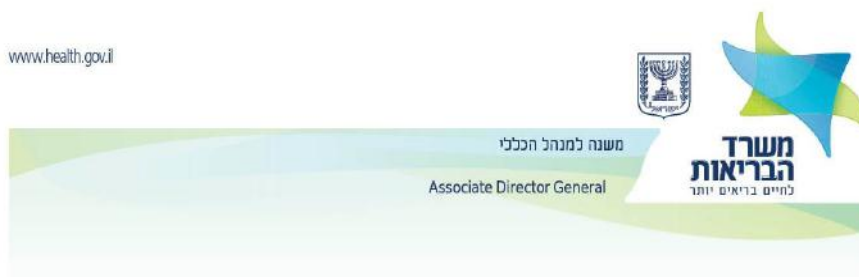 www.health.gov.il
משרד
הבריאות
לחיים בריאים יותר
משנה למנהל הכללי
Associate Director General